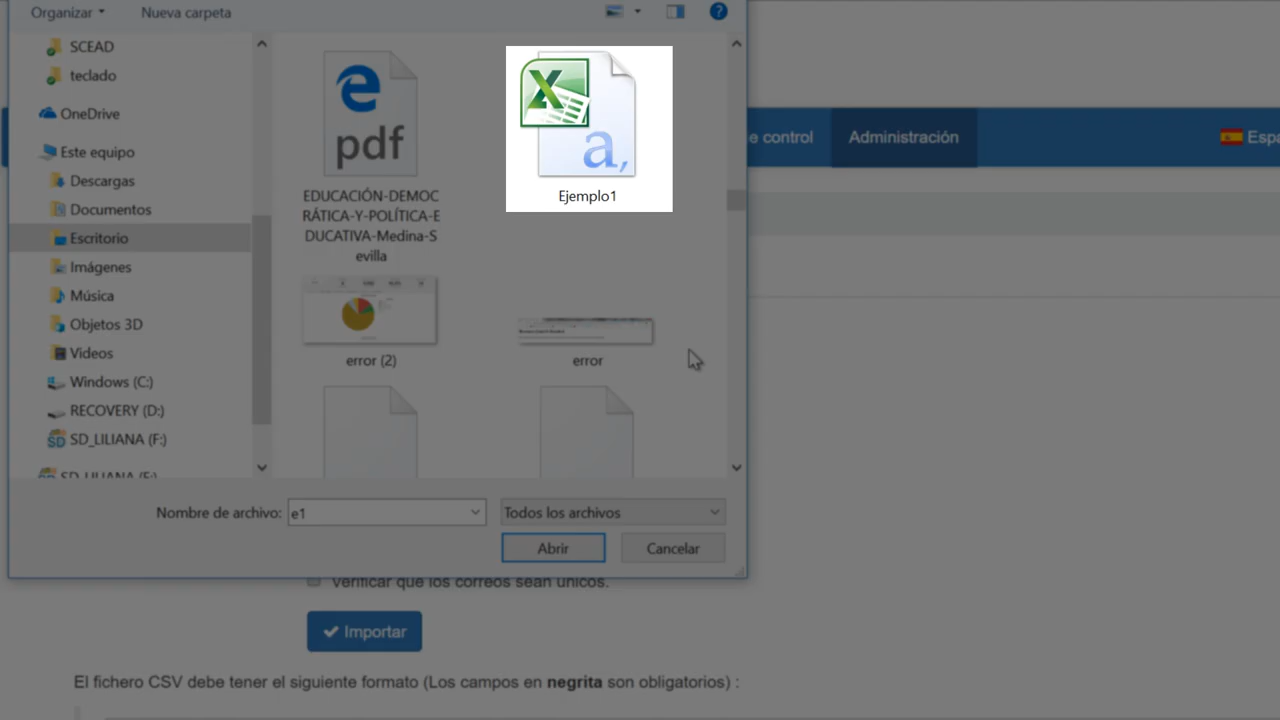 Organizar
Nueva carpeta
SCEAD
teclado
OneDrive
Este equipo
Descargas
Documentos
Escritorio
Imágenes
Música
Objetos 3D
Videos
Windows (C:)
RECOVERY (D:)
SD_LILIANA (F:)
SD_LILIANA (F:)
pdf
EDUCACIÓN-DEMOC
RÁTICA-Y-POLÍTICA-E
DUCATIVA-Medina-S
evilla
a,
Ejemplo1
error (2)
error
Nombre de archivo: e1
Todos los archivos
Abrir
Cancelar
e control
Administración
Espa
Verificar que los correos sean únicos.
Importar
El fichero CSV debe tener el siguiente formato (Los campos en negrita son obligatorios) :